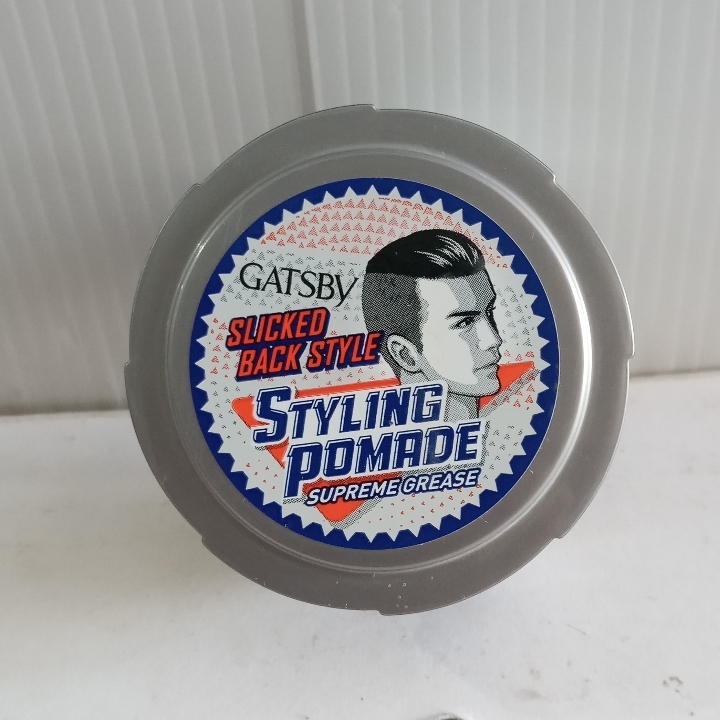 GATSBY
SLICKED
BACK STYLE
STYLING
POMADE
SUPREME GREASE